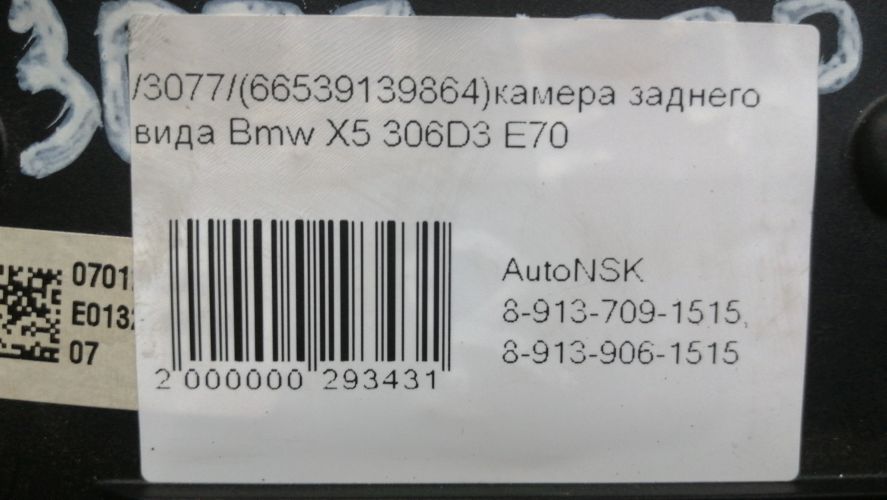 /3077/(66539139864)камера заднего
вида Bmw X5 306D3 E70
AutoNSK
8-913-709-1515,
8-913-906-1515
2 000000 293431
07